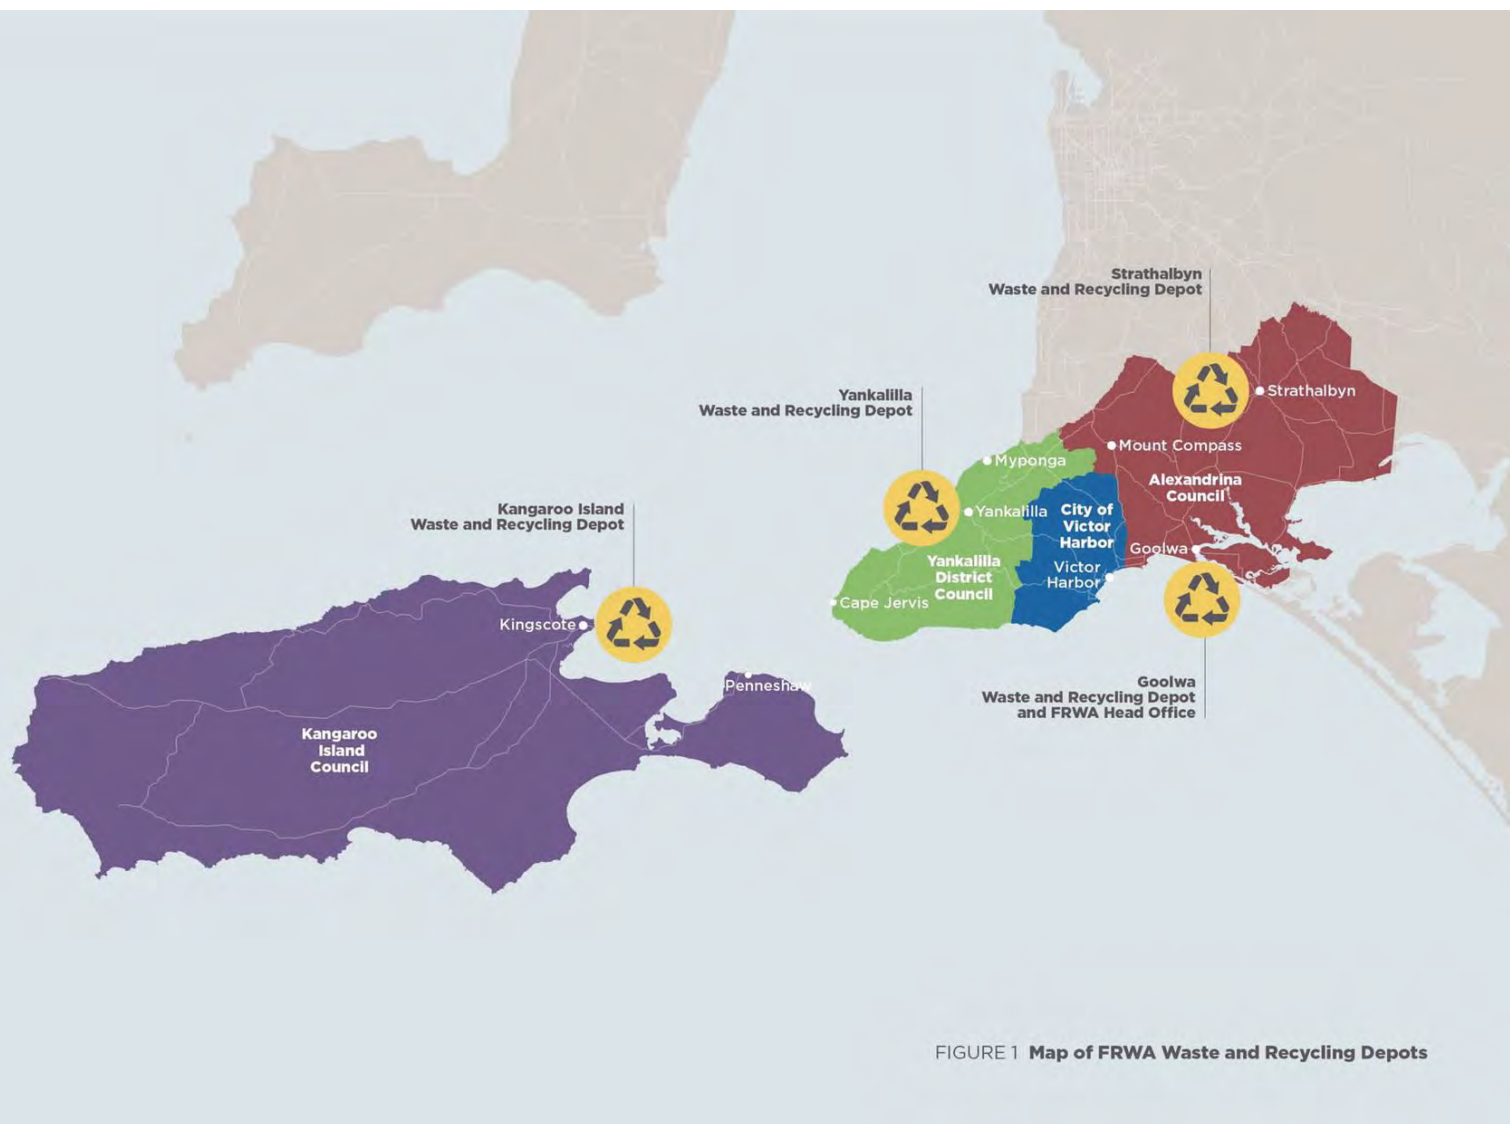 Strathalbyn
Waste and Recycling Depot
Yankalilla
Waste and Recycling Depot
Strathalbyn
Mount Compass
Myponga
Alexandrina
Council
Kangaroo Island
Waste and Recycling Depot
Yankalilla
City of
Victor
Harbor
Goolwa
Yankalilla
District
Council
Victor
Harbor
Cape Jervis
Kingscote
Goolwa
Waste and Recycling Depot
and FRWA Head Office
Penneshaw
Kangaroo
Island
Council
FIGURE 1 Map of FRWA Waste and Recycling Depots